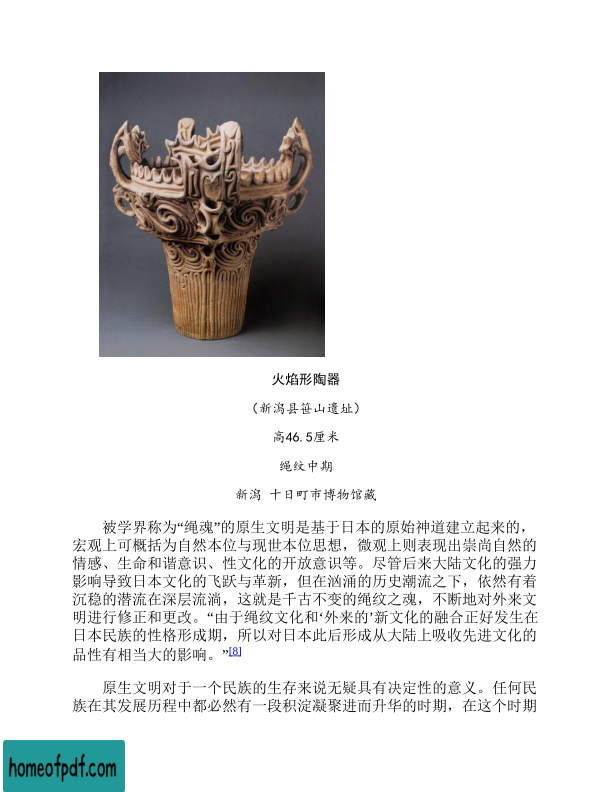 火焰形陶器
（新潟县笹山遗址）
高46.5厘米
绳纹中期
新潟 十日町市博物馆藏
被学界称为“绳魂”的原生文明是基于日本的原始神道建立起来的，
宏观上可概括为自然本位与现世本位思想，微观上则表现出崇尚自然的
情感、生命和谐意识、性文化的开放意识等。尽管后来大陆文化的强力
影响导致日本文化的飞跃与革新，但在汹涌的历史潮流之下，依然有着
沉稳的潜流在深层流淌，这就是千古不变的绳纹之魂，不断地对外来文
明进行修正和更改。“由于绳纹文化和‘外来的’新文化的融合正好发生在
日本民族的性格形成期，所以对日本此后形成从大陆上吸收先进文化的
品性有相当大的影响。”[8]
原生文明对于一个民族的生存来说无疑具有决定性的意义。任何民
族在其发展历程中都必然有一段积淀凝聚进而升华的时期，在这个时期
homeofpdf.com